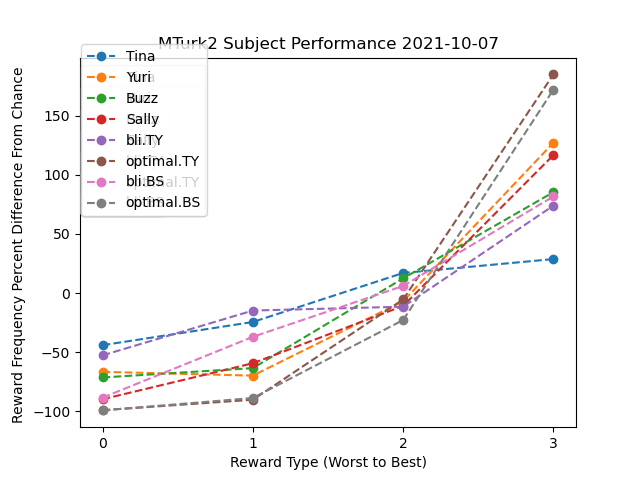 MTurk2 Subject Performance 2021-10-07
Tina
Yuri
Buzz
Sally
bli.TY
optimal.TY
bli.BS
optimal.BS
Reward Frequency Percent Difference From Chance
150
100
50
0
−50
−100
0 1 2 3
Reward Type (Worst to Best)